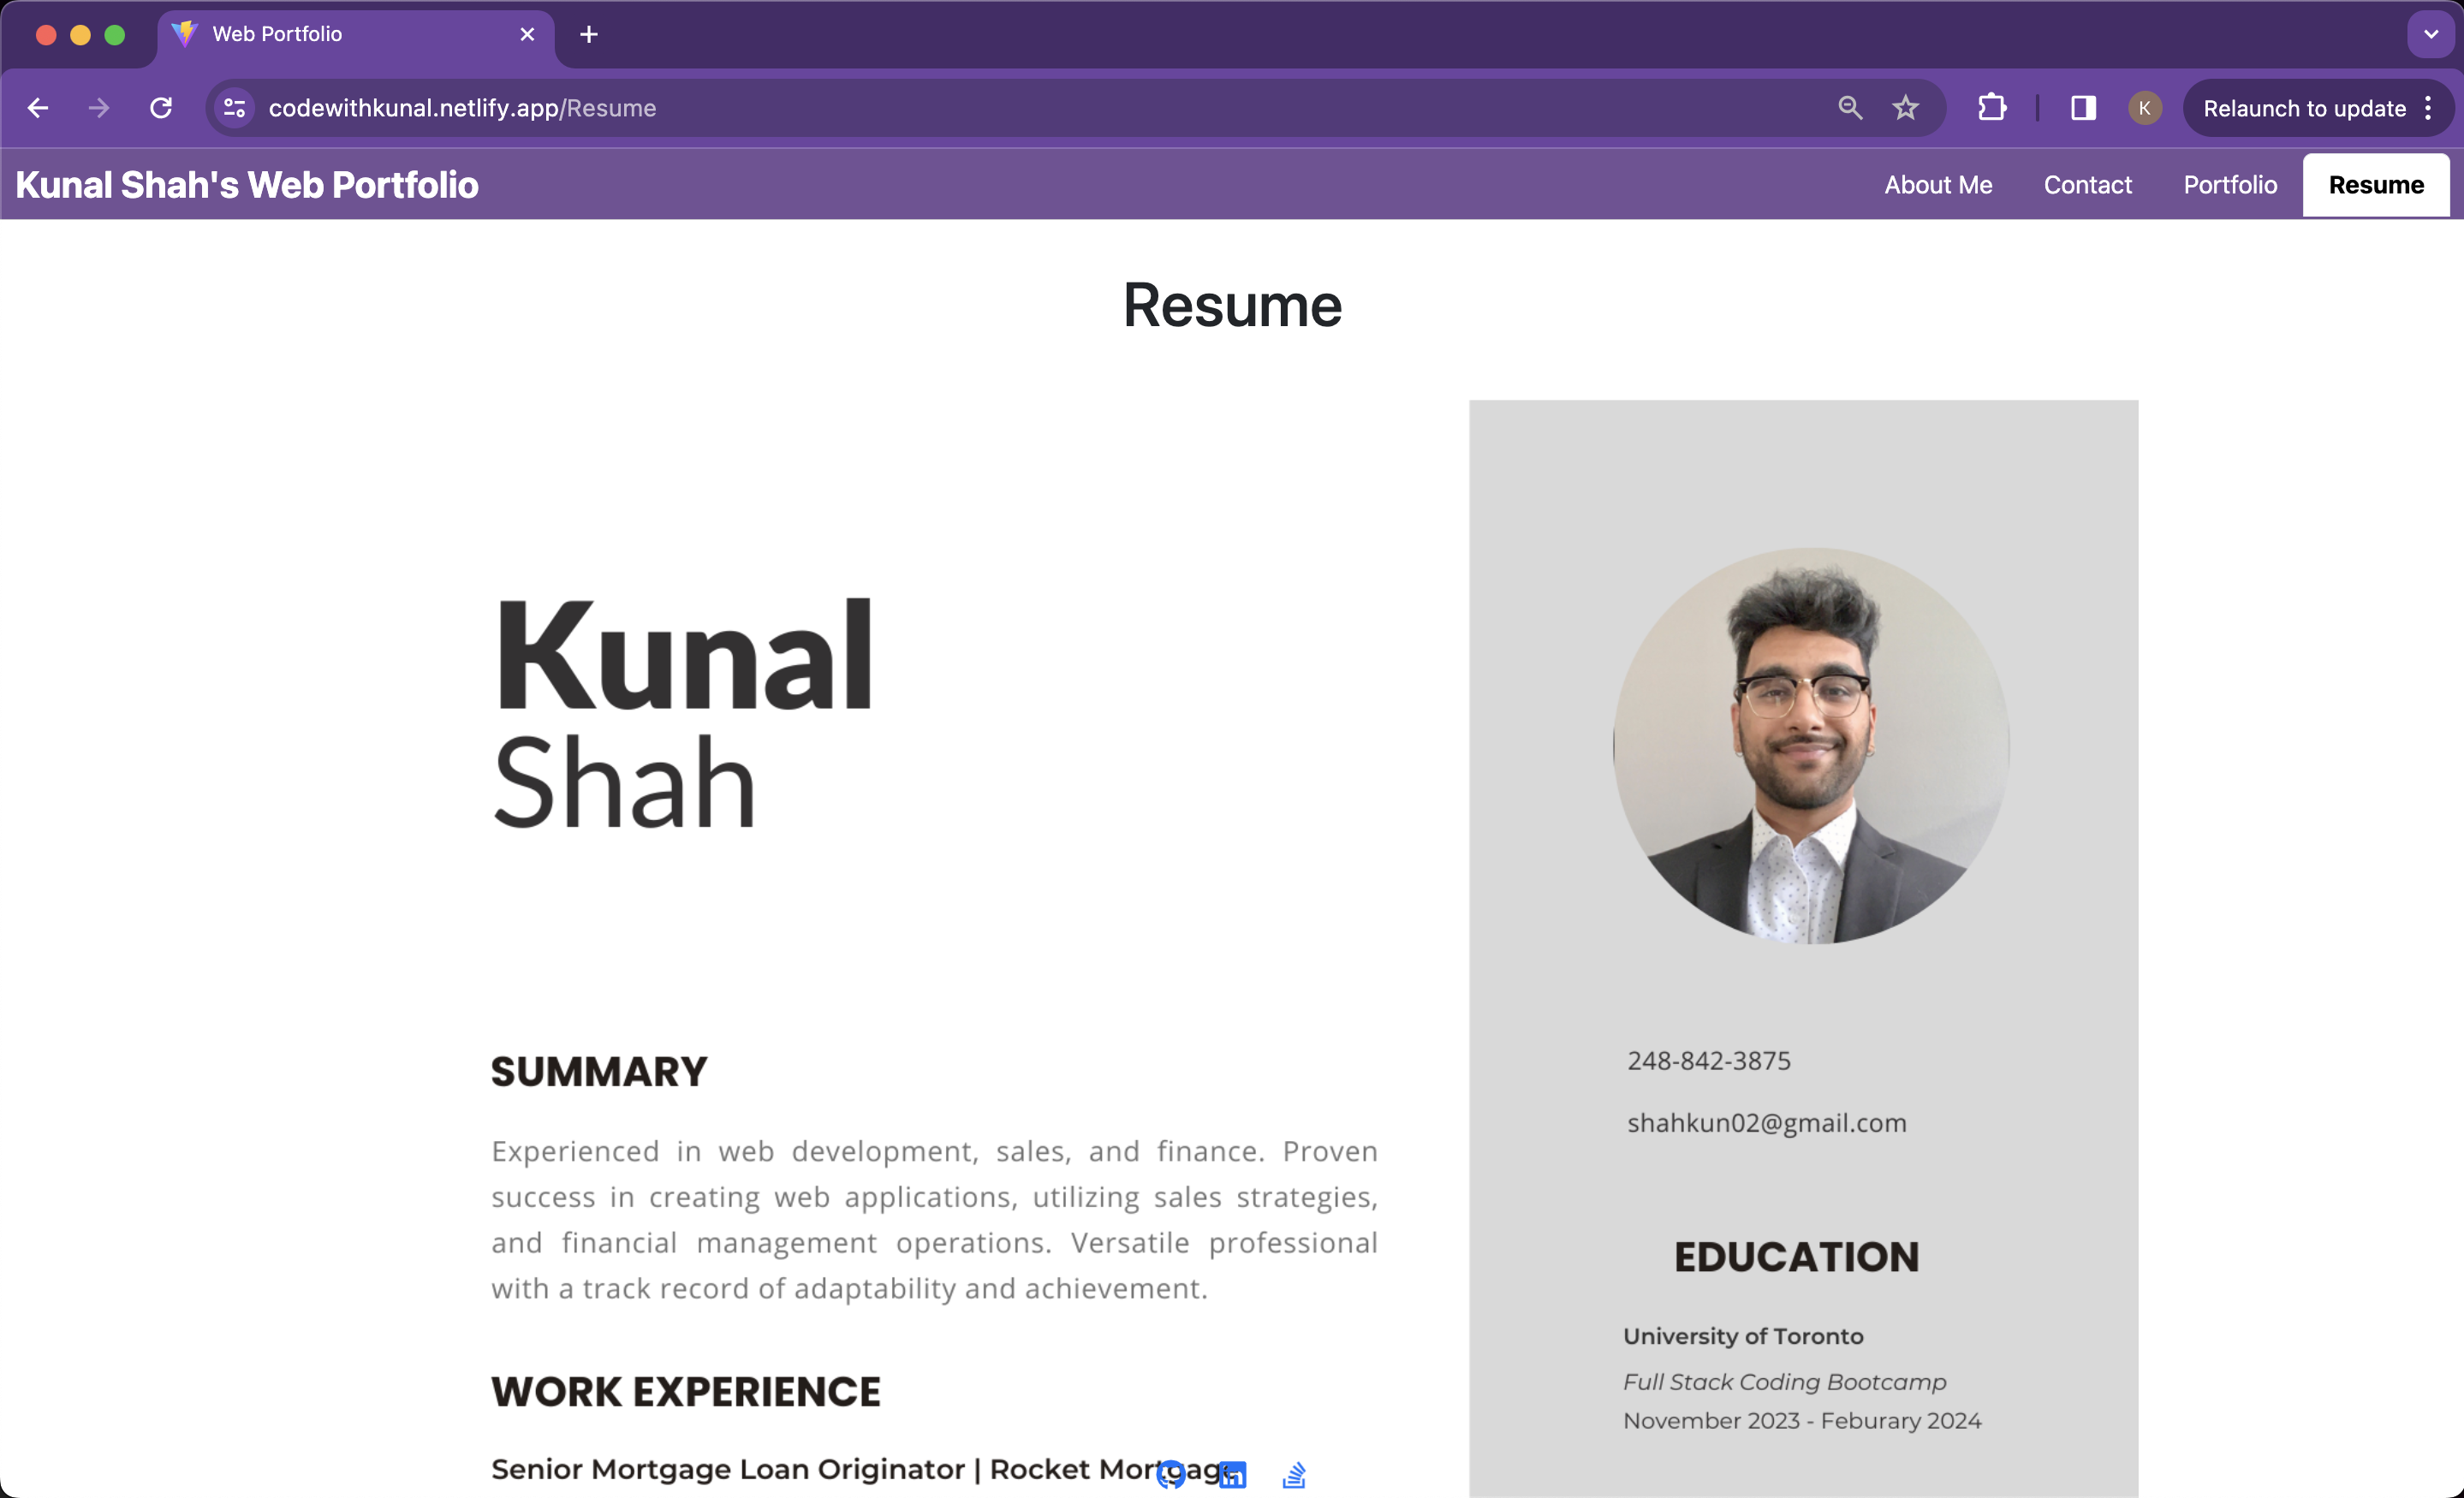 Web Portfolio
codewithkunal.netlify.app/Resume
K
Relaunch to update
Kunal Shah's Web Portfolio
About Me
Contact
Portfolio
Resume
Resume
Kunal
Shah
SUMMARY
Experienced in web development, sales, and finance. Proven
success in creating web applications, utilizing sales strategies,
and financial management operations. Versatile professional
with a track record of adaptability and achievement.
WORK EXPERIENCE
Senior Mortgage Loan Originator | Rocket Mortgage
in
248-842-3875
shahkun02@gmail.com
EDUCATION
University of Toronto
Full Stack Coding Bootcamp
November 2023 - Feburary 2024